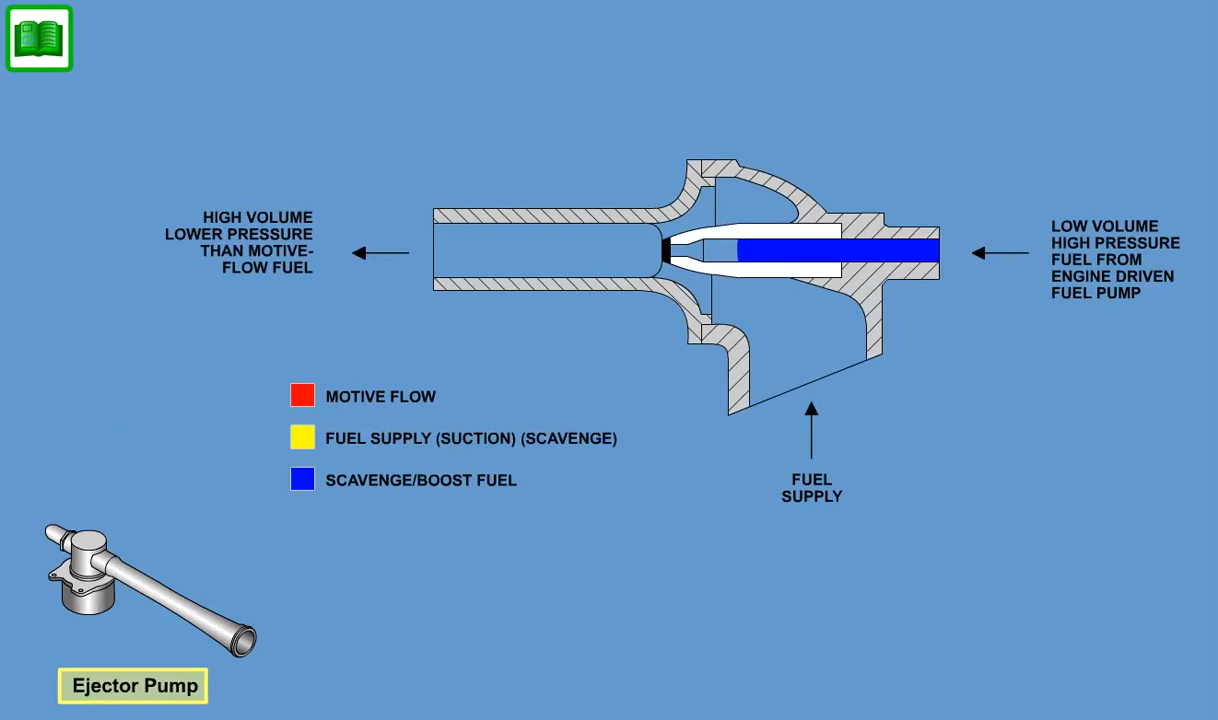 HIGH VOLUME
LOWER PRESSURE
THAN MOTIVE-
FLOW FUEL
LOW VOLUME
HIGH PRESSURE
FUEL FROM
ENGINE DRIVEN
FUEL PUMP
MOTIVE FLOW
FUEL SUPPLY (SUCTION) (SCAVENGE)
SCAVENGE/BOOST FUEL
FUEL
SUPPLY
Ejector Pump